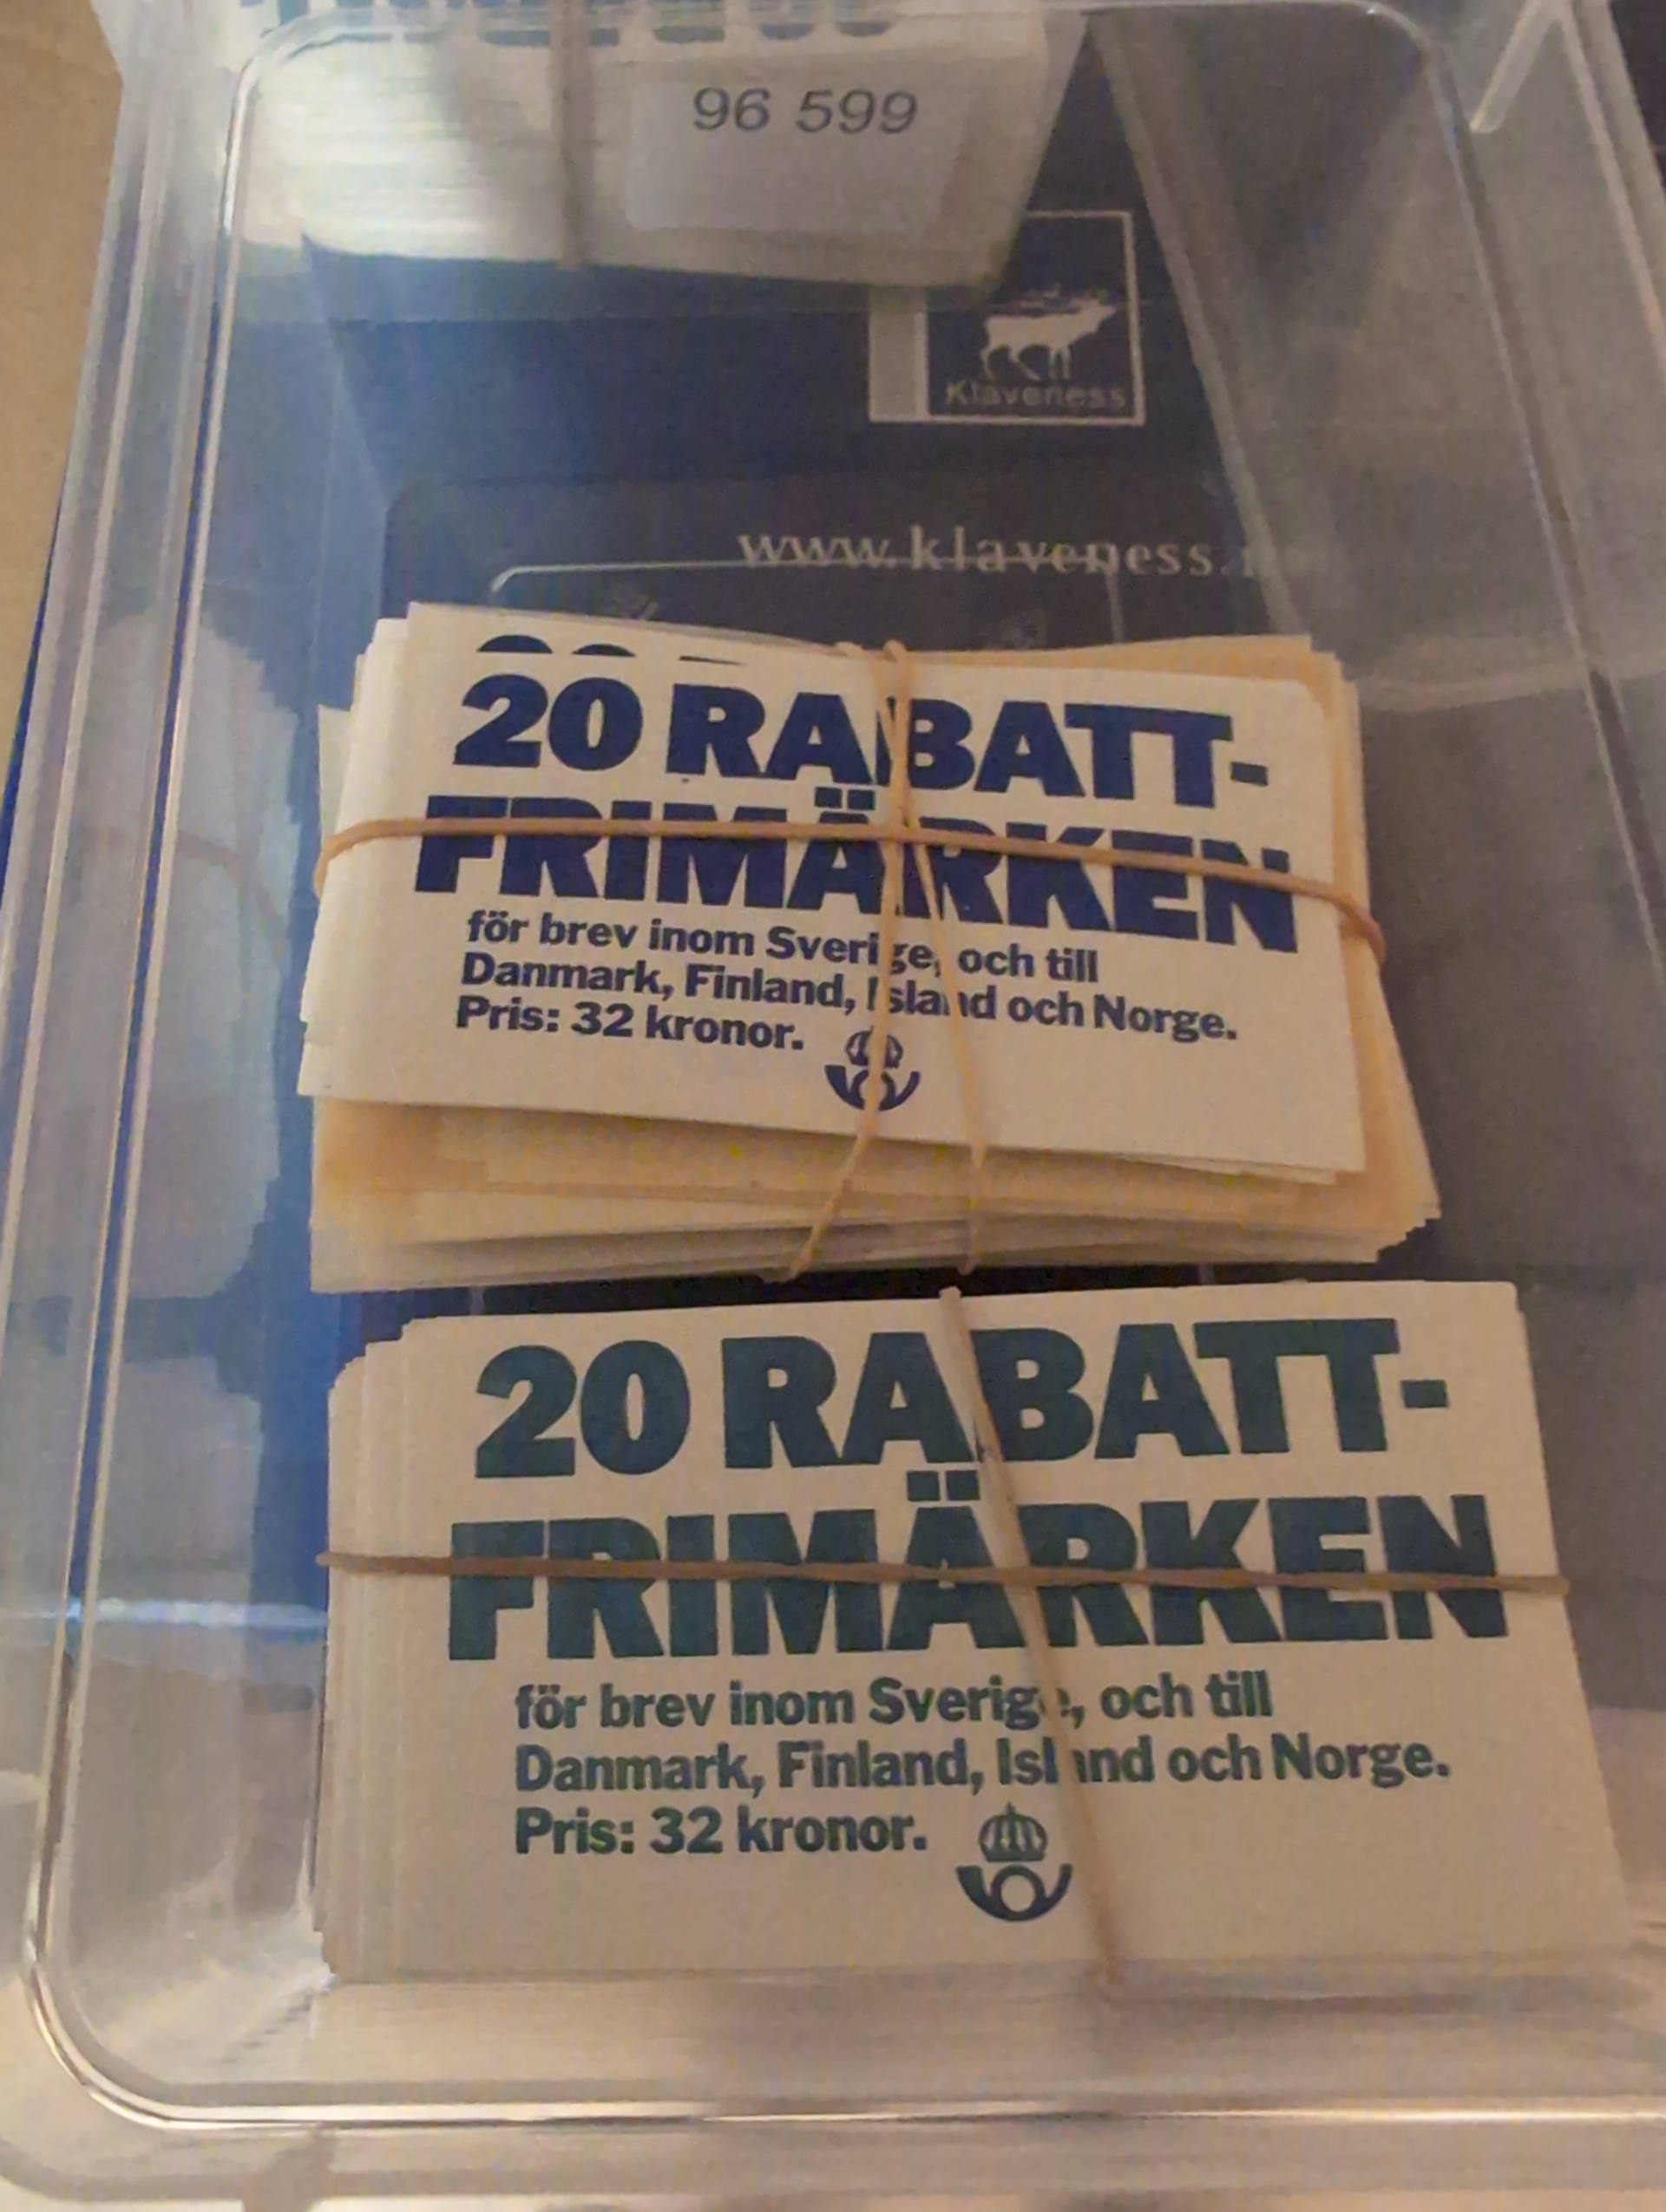 96 599
Klaveness
www.klaveness.
20 RABATT-
FRIMÄRKEN
för brev inom Sverige, och till
Danmark, Finland, Island och Norge.
Pris: 32 kronor.
20 RABATT-
FRIMÄRKEN
för brev inom Sverige, och till
Danmark, Finland, Island och Norge.
Pris: 32 kronor.